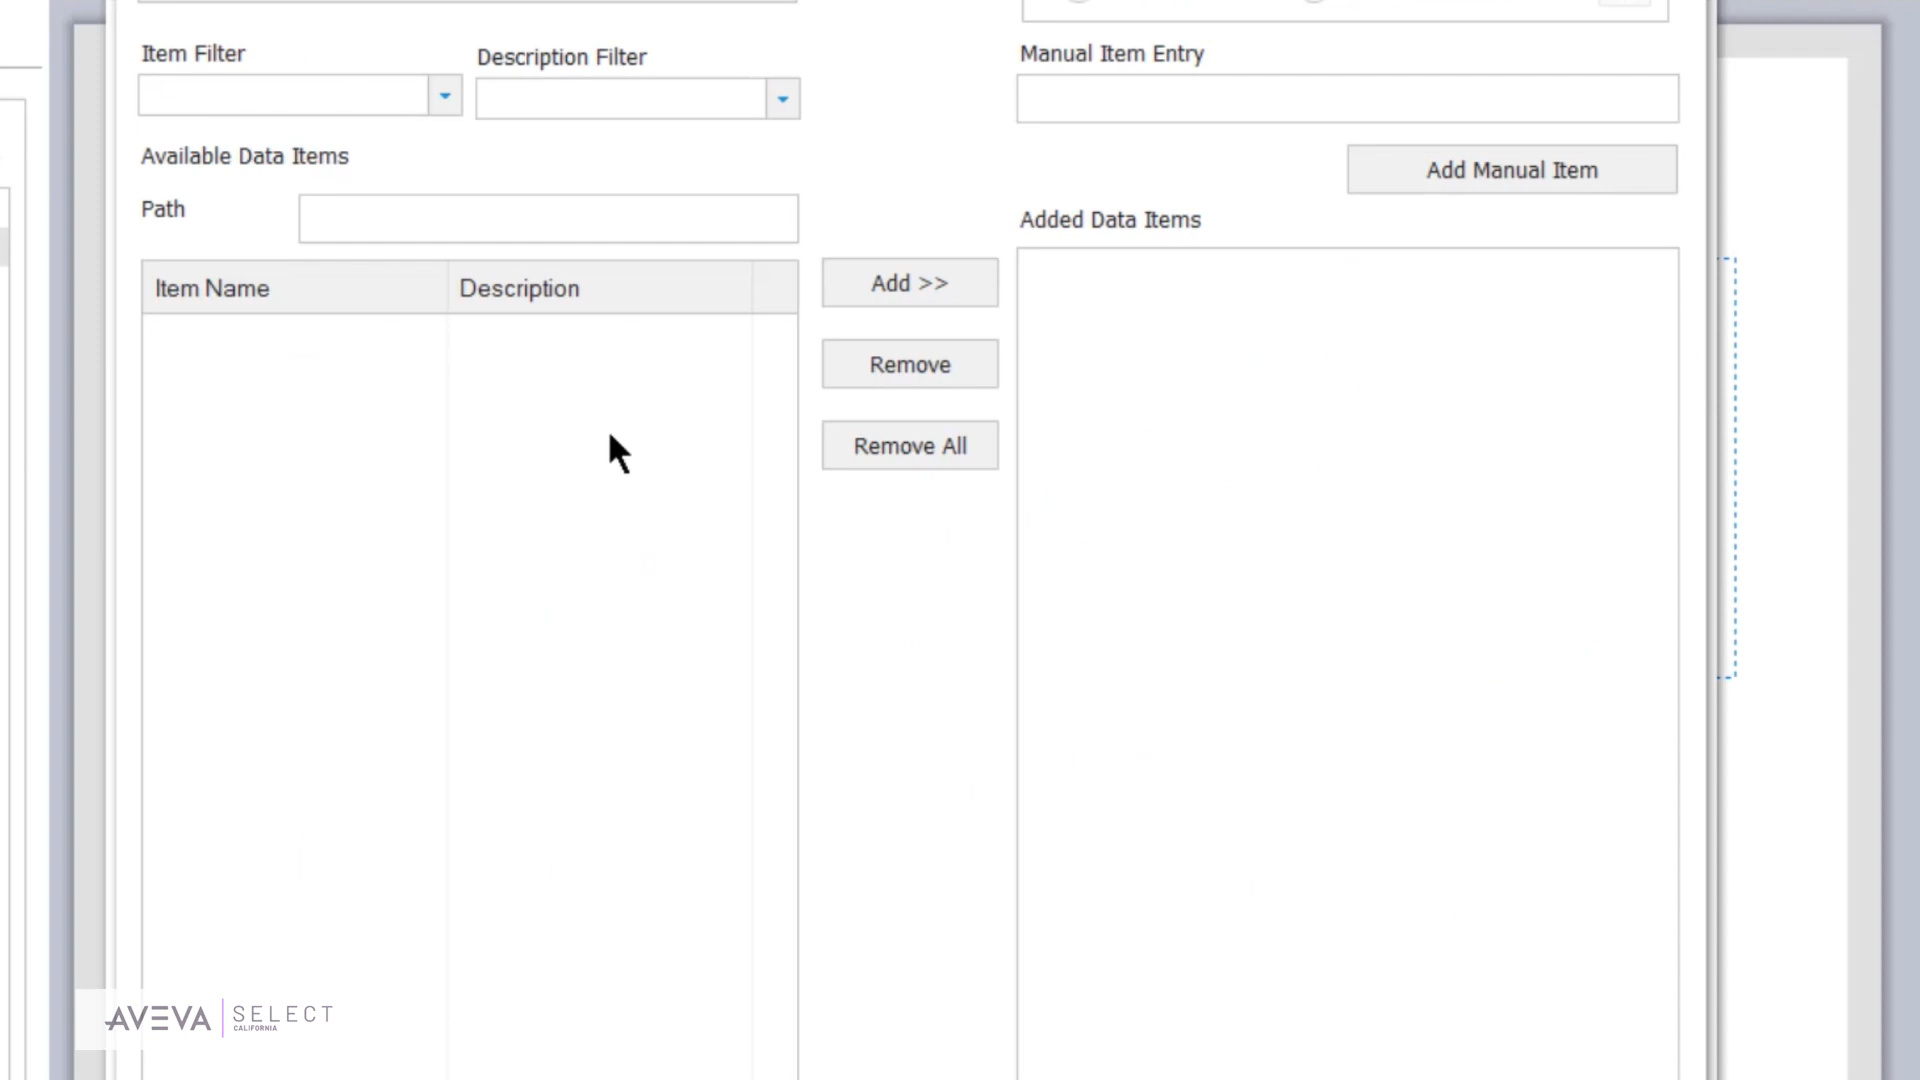 Item Filter
Description Filter
Available Data Items
Path
Item Name
Description
Add >>
Remove
Remove All
Manual Item Entry
Add Manual Item
Added Data Items
AVEVA
SELECT
CALIFORNIA